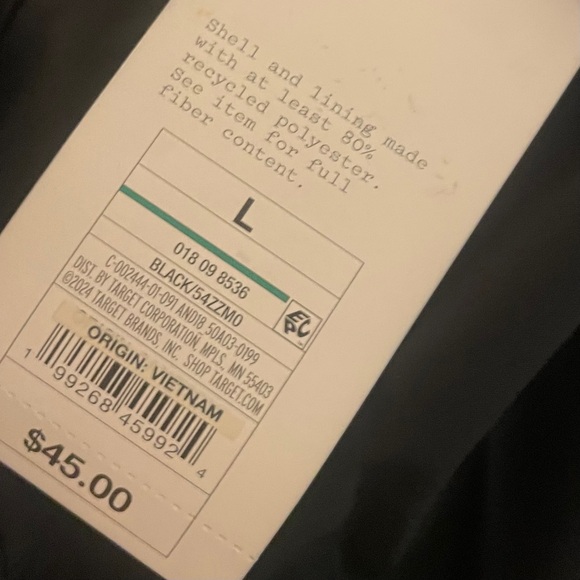 Shell and lining made
with at least 80%
recycled polyester.
See item for full
fiber content.
L
018 09 8536
BLACK/54ZZM0
C-002444-01-091 AND18 50A03-0199
DIST. BY TARGET CORPORATION, MPLS, MN 55403
©2024 TARGET BRANDS, INC. SHOP TARGET.COM
ORIGIN: VIETNAM
1 99268 45992 4
$45.00